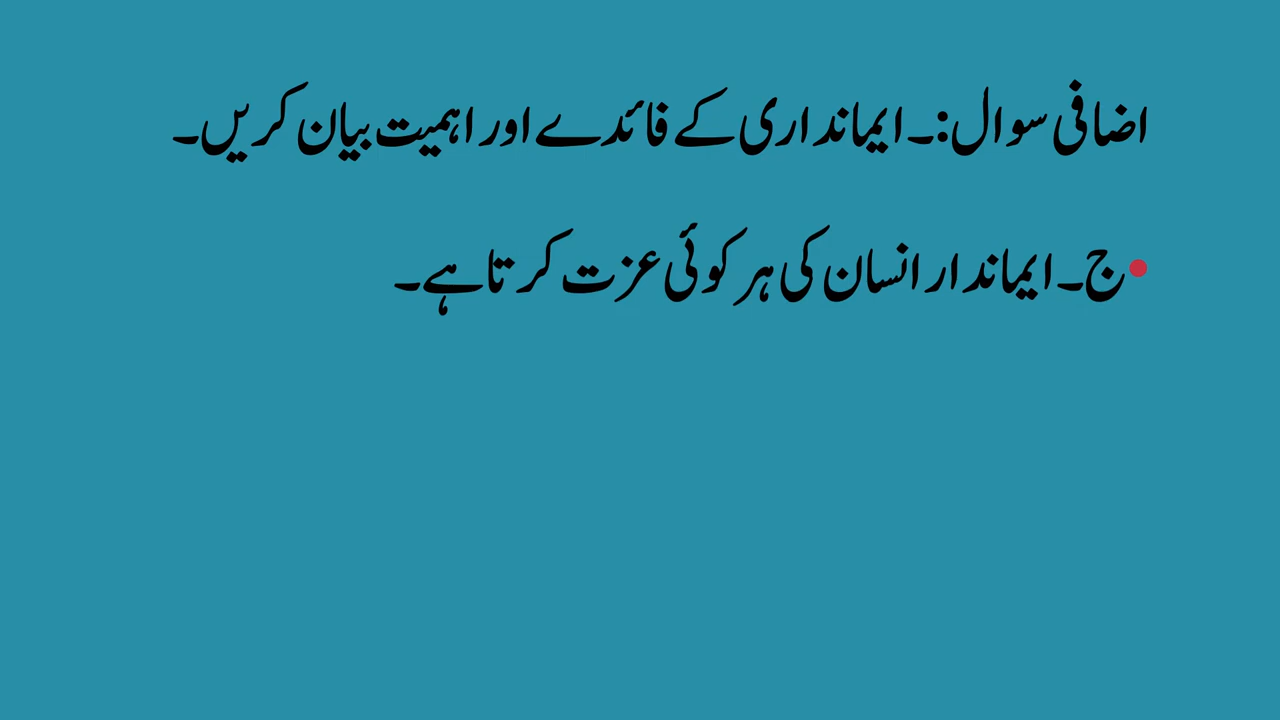 اضافی سوال:۔ایمانداری کے فائدے اور اہمیت بیان کریں۔
•ج۔ایماندار انسان کی ہر کوئی عزت کرتا ہے۔